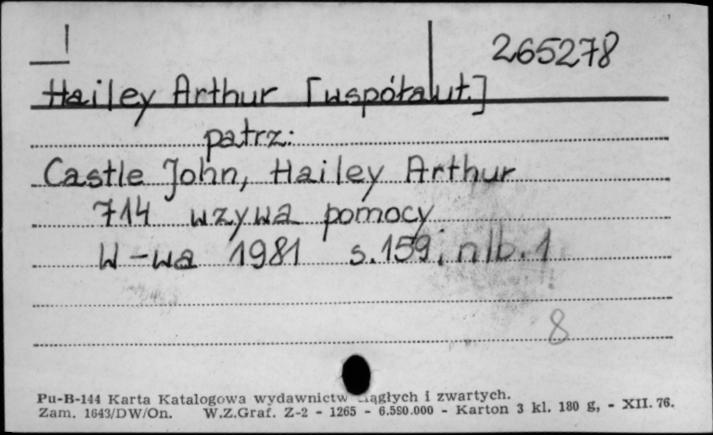 265278
Hailey Arthur [współaut.]
patrz:
Castle John, Hailey Arthur
714 wzywa pomocy
W-wa 1981 s.159; nlb.1
8
Pu-B-144 Karta Katalogowa wydawnictw ciągłych i zwartych.
Zam. 1643/DW/On. W.Z.Graf. Z-2 - 1265 - 6.580.000 - Karton 3 kl. 180 g, - XII. 76.